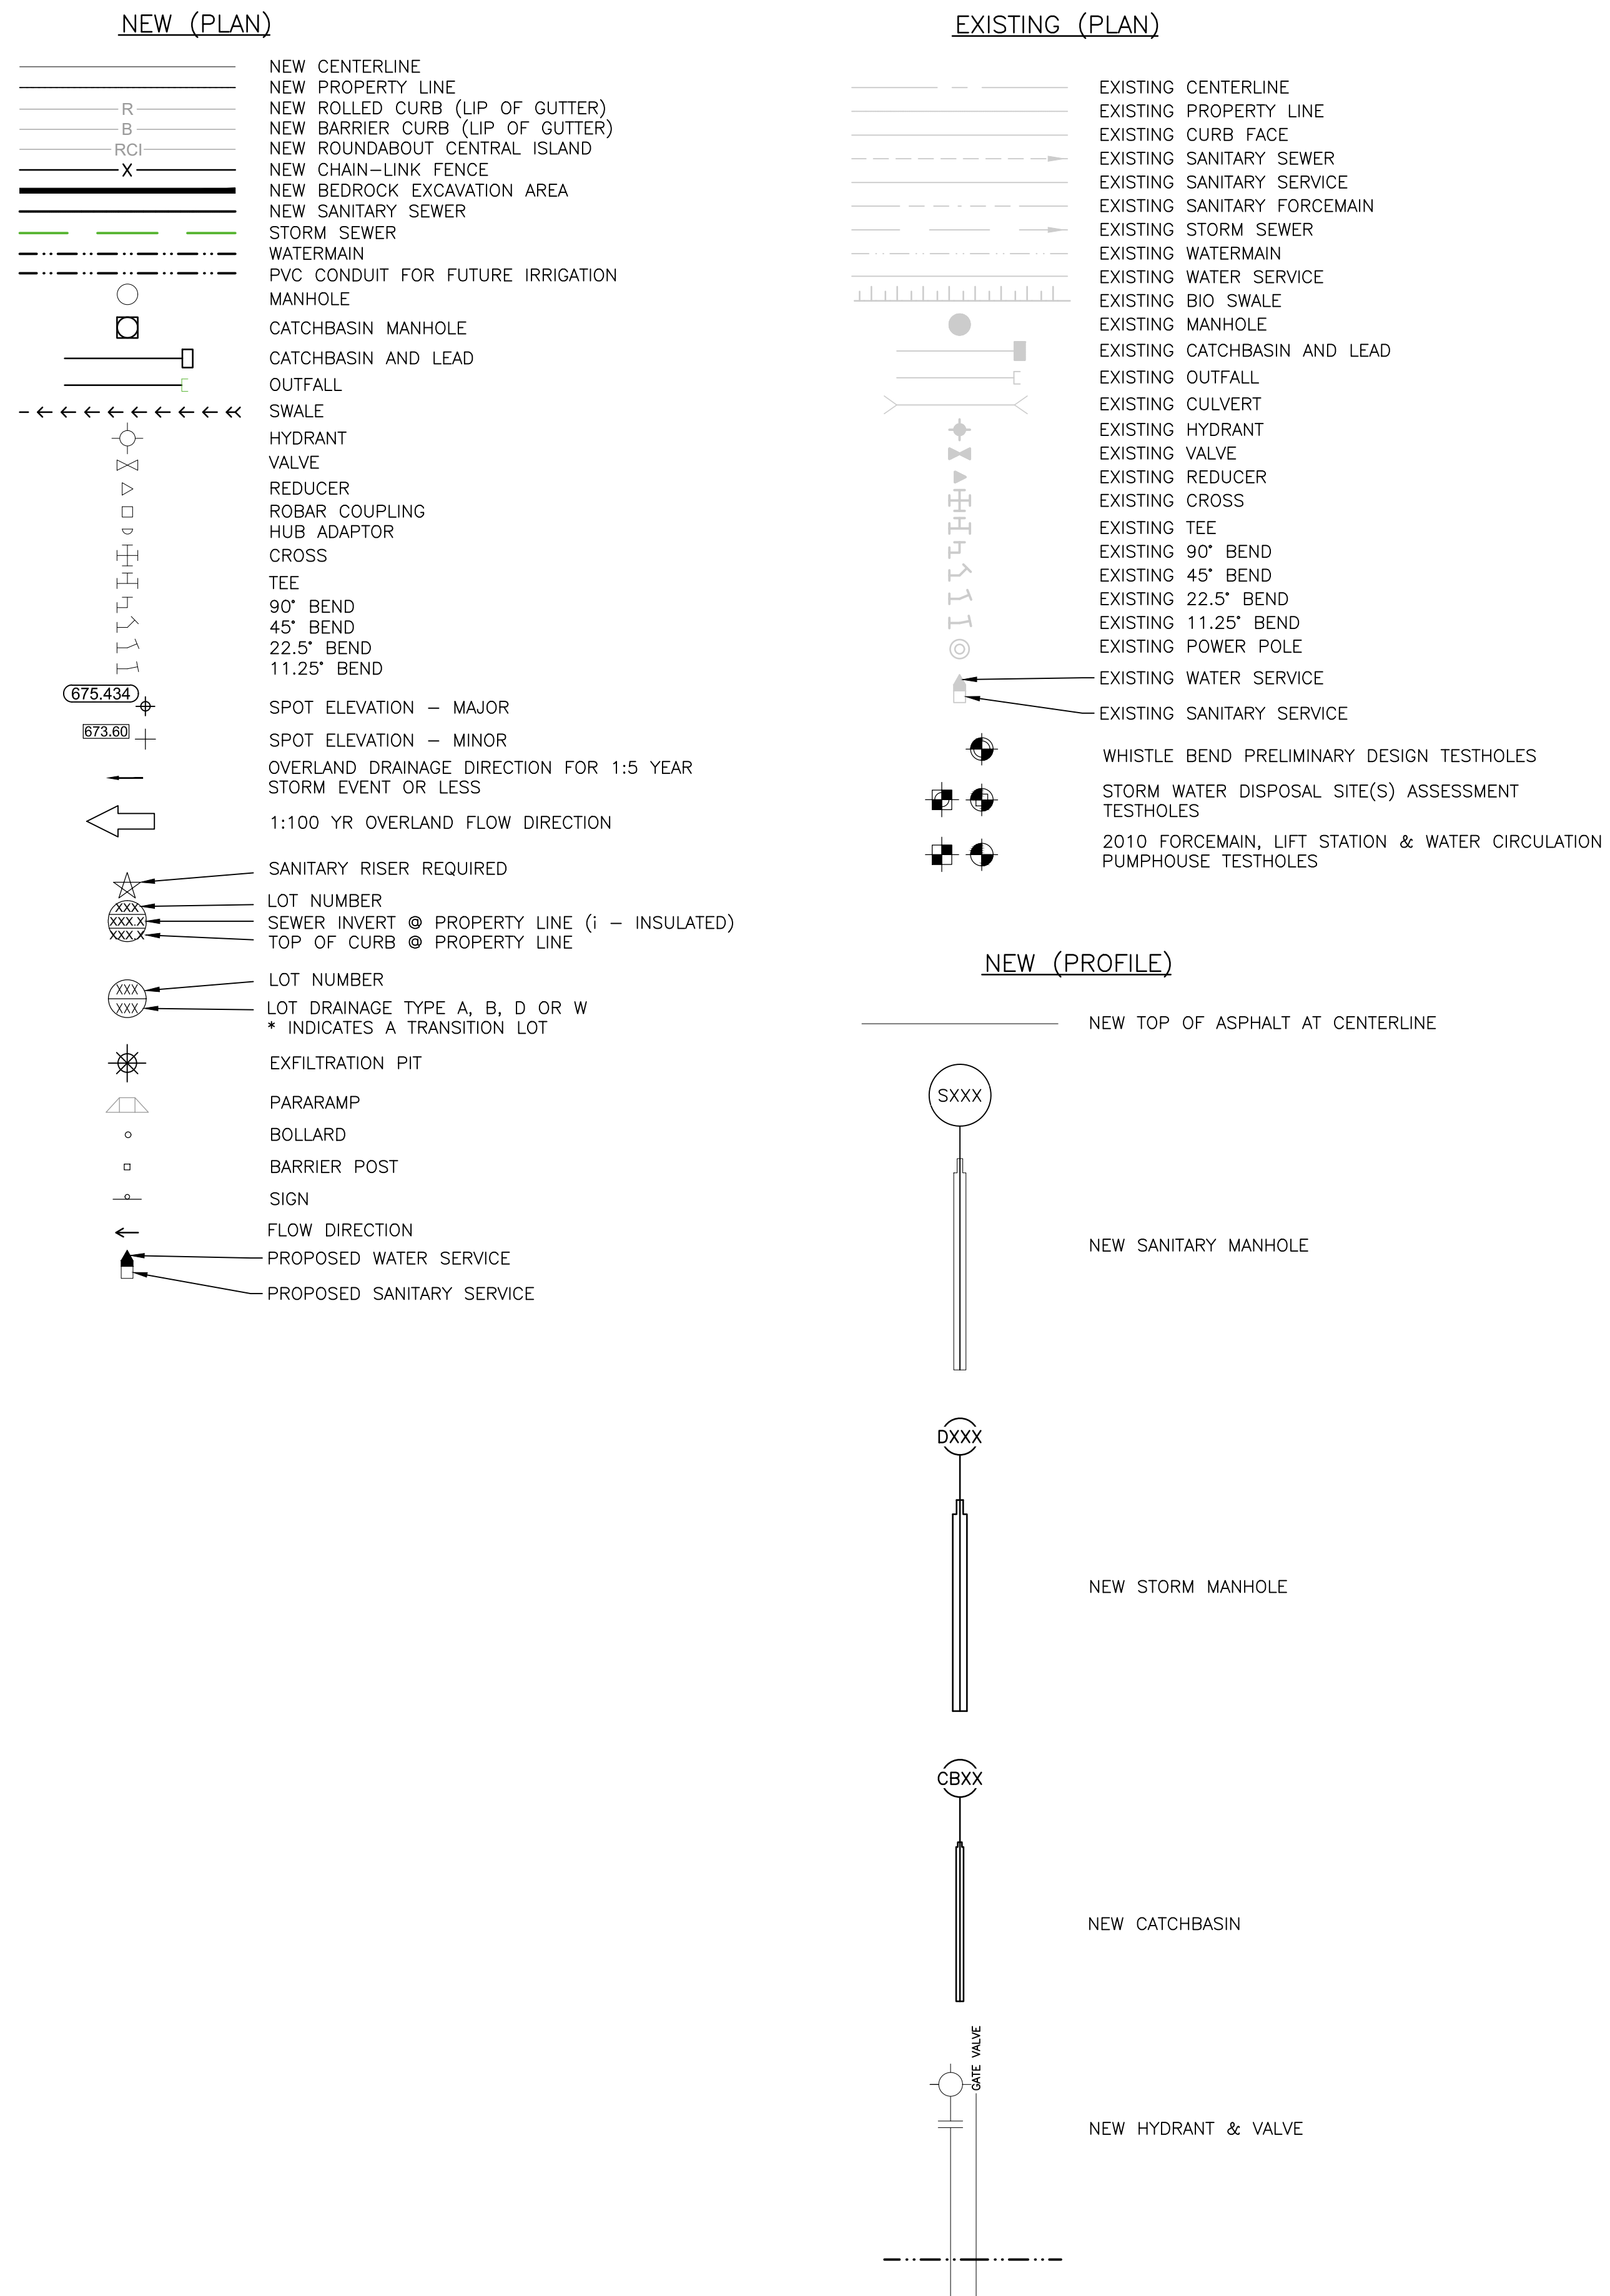 NEW (PLAN)
NEW CENTERLINE
NEW PROPERTY LINE
R
NEW ROLLED CURB (LIP OF GUTTER)
B
NEW BARRIER CURB (LIP OF GUTTER)
RCI
NEW ROUNDABOUT CENTRAL ISLAND
X
NEW CHAIN-LINK FENCE
NEW BEDROCK EXCAVATION AREA
NEW SANITARY SEWER
STORM SEWER
WATERMAIN
PVC CONDUIT FOR FUTURE IRRIGATION
MANHOLE
CATCHBASIN MANHOLE
CATCHBASIN AND LEAD
OUTFALL
SWALE
HYDRANT
VALVE
REDUCER
ROBAR COUPLING
HUB ADAPTOR
CROSS
TEE
90° BEND
45° BEND
22.5° BEND
11.25° BEND
675.434
SPOT ELEVATION - MAJOR
673.60
SPOT ELEVATION - MINOR
OVERLAND DRAINAGE DIRECTION FOR 1:5 YEAR
STORM EVENT OR LESS
1:100 YR OVERLAND FLOW DIRECTION
SANITARY RISER REQUIRED
XXX
LOT NUMBER
XXX.X
SEWER INVERT @ PROPERTY LINE (i - INSULATED)
XXX.X
TOP OF CURB @ PROPERTY LINE
XXX
LOT NUMBER
XXX
LOT DRAINAGE TYPE A, B, D OR W
* INDICATES A TRANSITION LOT
EXFILTRATION PIT
PARARAMP
BOLLARD
BARRIER POST
SIGN
FLOW DIRECTION
PROPOSED WATER SERVICE
PROPOSED SANITARY SERVICE
EXISTING (PLAN)
EXISTING CENTERLINE
EXISTING PROPERTY LINE
EXISTING CURB FACE
EXISTING SANITARY SEWER
EXISTING SANITARY SERVICE
EXISTING SANITARY FORCEMAIN
EXISTING STORM SEWER
EXISTING WATERMAIN
EXISTING WATER SERVICE
EXISTING BIO SWALE
EXISTING MANHOLE
EXISTING CATCHBASIN AND LEAD
EXISTING OUTFALL
EXISTING CULVERT
EXISTING HYDRANT
EXISTING VALVE
EXISTING REDUCER
EXISTING CROSS
EXISTING TEE
EXISTING 90° BEND
EXISTING 45° BEND
EXISTING 22.5° BEND
EXISTING 11.25° BEND
EXISTING POWER POLE
EXISTING WATER SERVICE
EXISTING SANITARY SERVICE
WHISTLE BEND PRELIMINARY DESIGN TESTHOLES
STORM WATER DISPOSAL SITE(S) ASSESSMENT
TESTHOLES
2010 FORCEMAIN, LIFT STATION & WATER CIRCULATION
PUMPHOUSE TESTHOLES
NEW (PROFILE)
NEW TOP OF ASPHALT AT CENTERLINE
SXXX
NEW SANITARY MANHOLE
DXXX
NEW STORM MANHOLE
CBXX
NEW CATCHBASIN
GATE VALVE
NEW HYDRANT & VALVE